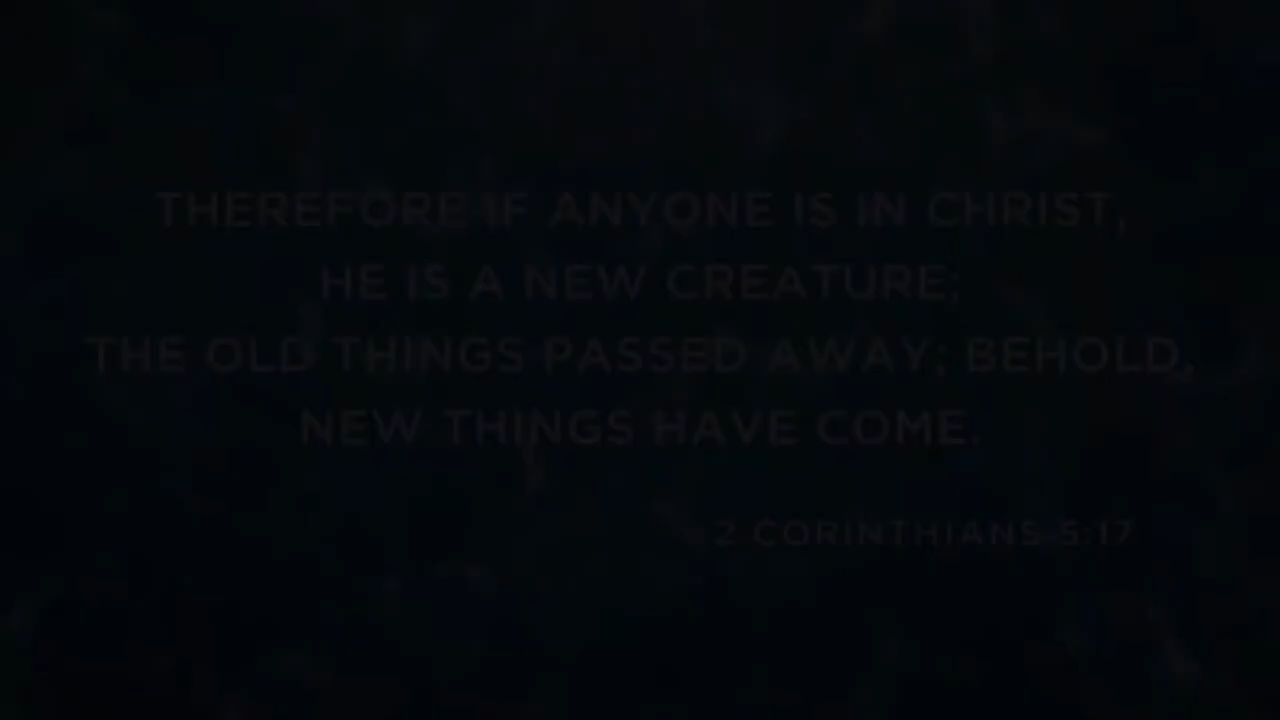 THEREFORE IF ANYONE IS IN CHRIST,
HE IS A NEW CREATURE;
THE OLD THINGS PASSED AWAY; BEHOLD,
NEW THINGS HAVE COME.
2 CORINTHIANS 5:17